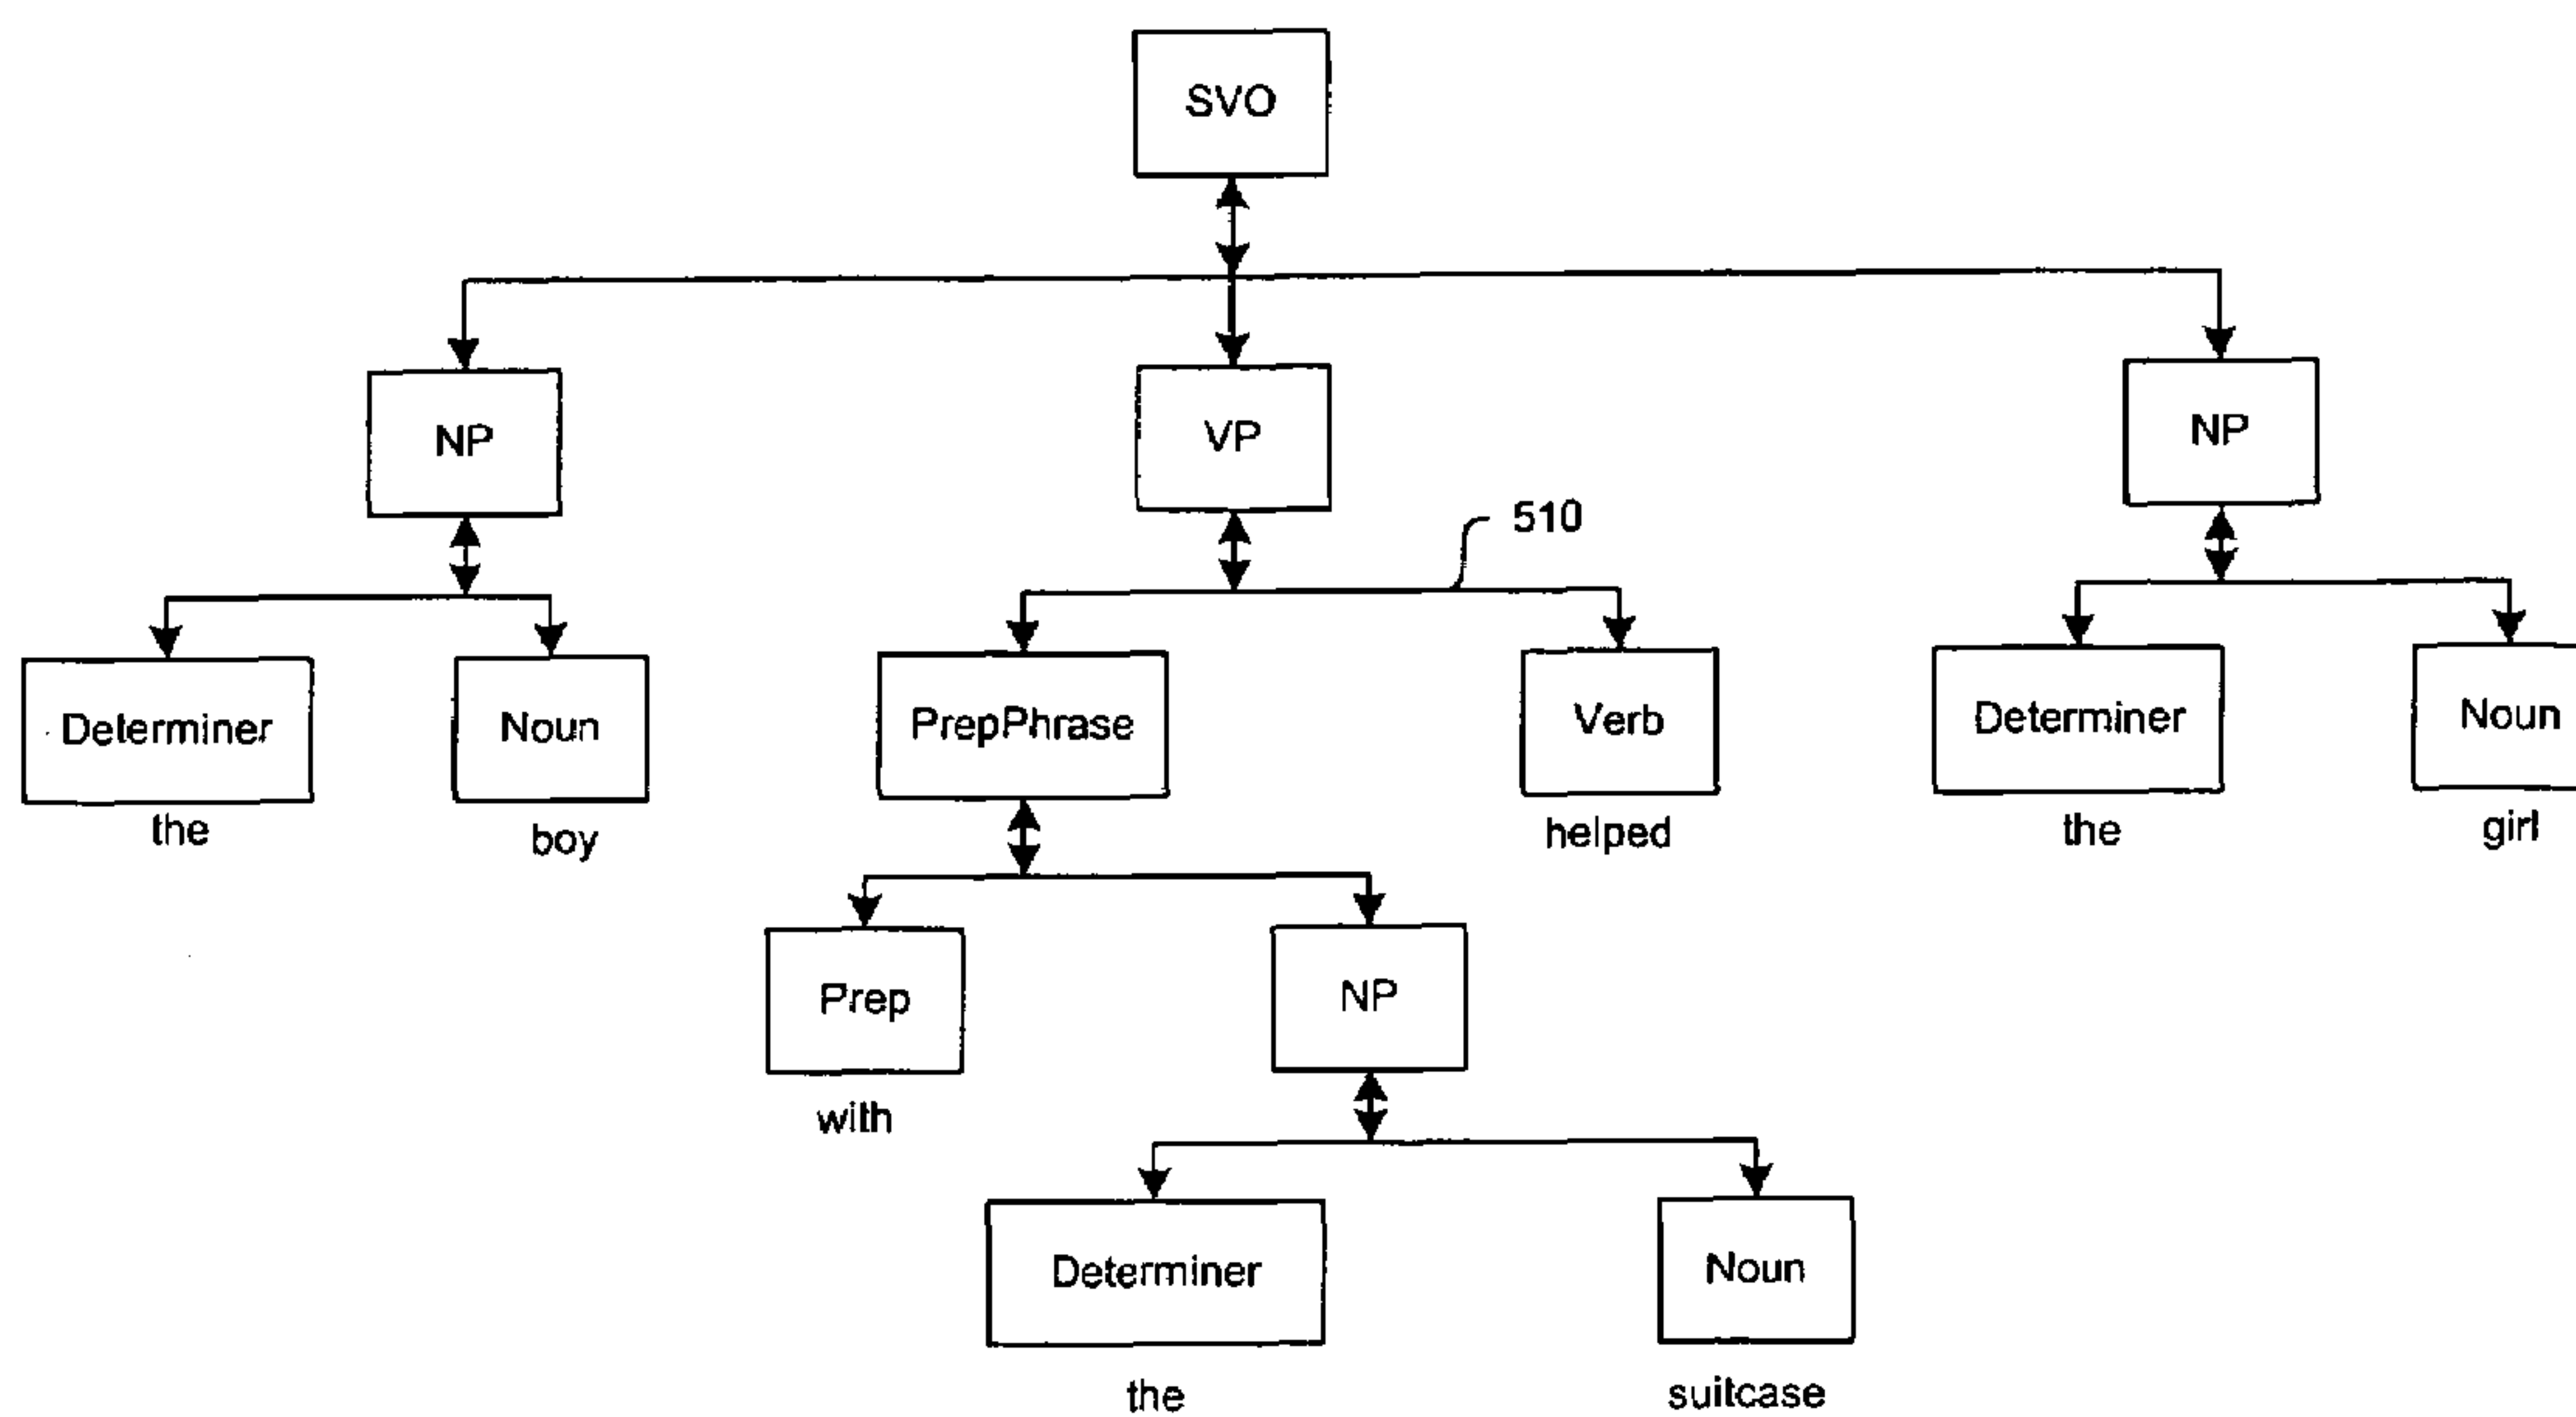 SVO
NP
VP
NP
510
Determiner
Noun
PrepPhrase
Verb
Determiner
Noun
the
boy
helped
the
girl
Prep
NP
with
Determiner
Noun
the
suitcase